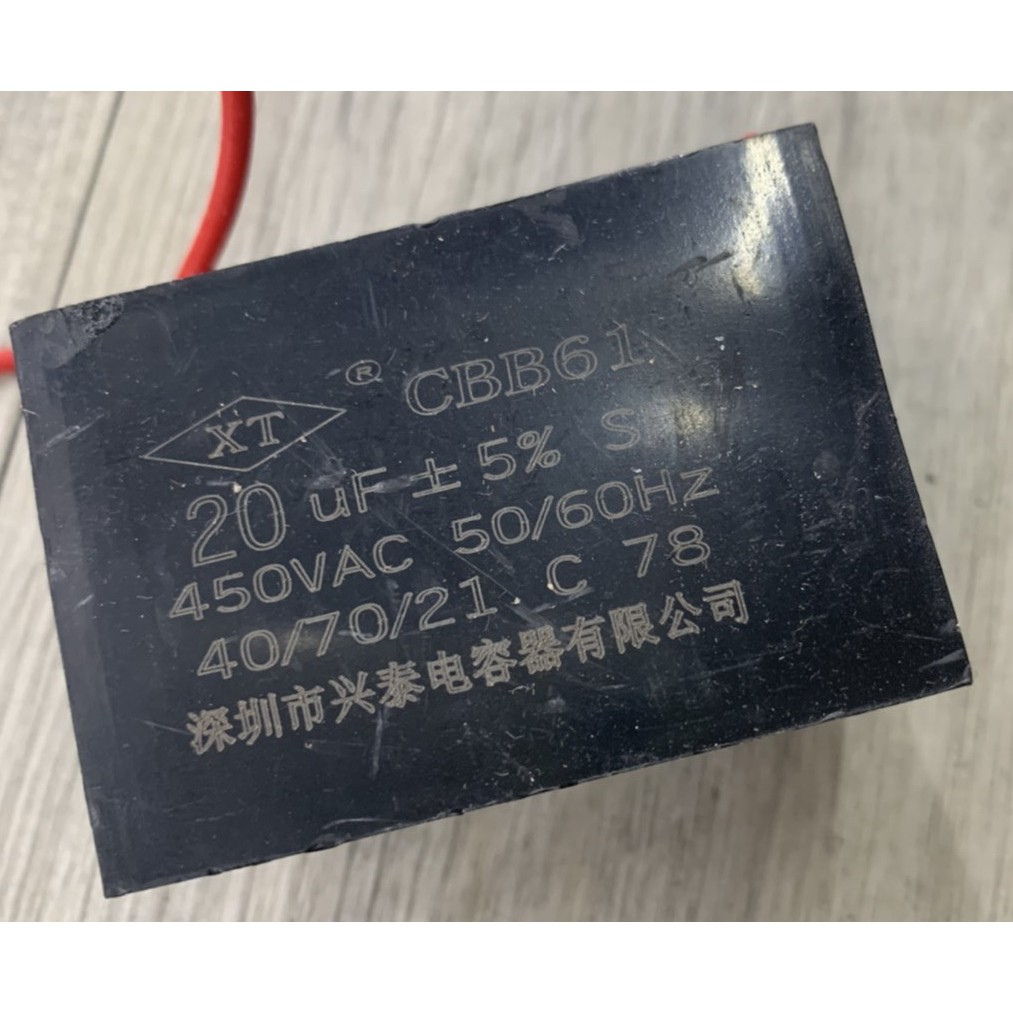 XT ® CBB61
20 uF ± 5% S
450VAC 50/60Hz
40/70/21 C 78
深圳市兴泰电容器有限公司